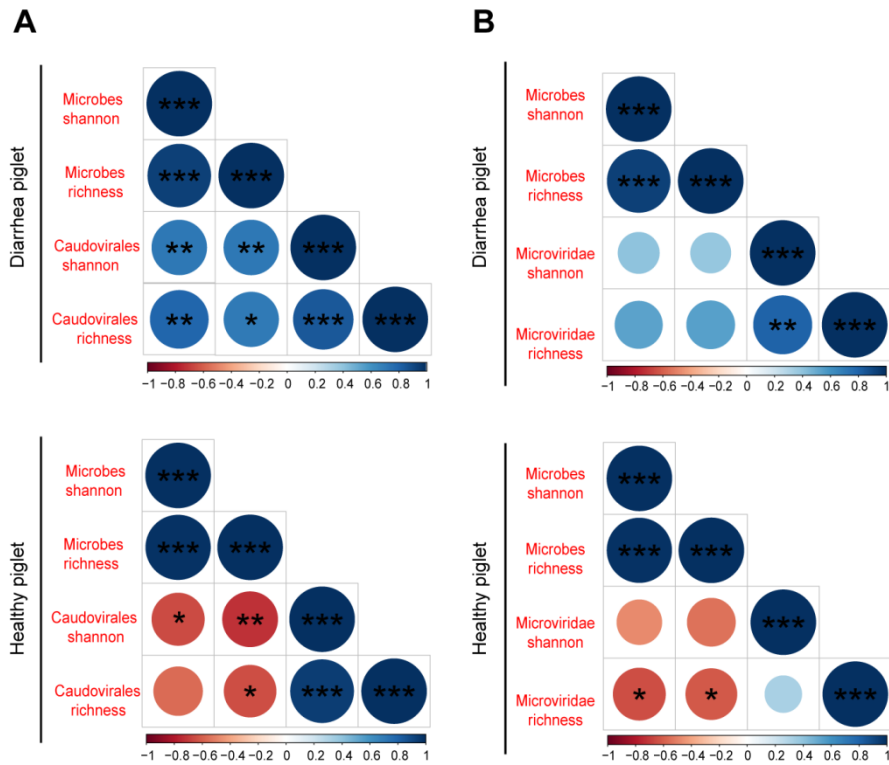 A
B
Diarrhea piglet
Microbes
shannon
***
Microbes
richness
*** ***
Caudovirales
shannon
** ** ***
Caudovirales
richness
** * *** ***
−1 −0.8 −0.6 −0.4 −0.2 0 0.2 0.4 0.6 0.8 1
Diarrhea piglet
Microbes
shannon
***
Microbes
richness
*** ***
Microviridae
shannon
***
Microviridae
richness
** ***
−1 −0.8 −0.6 −0.4 −0.2 0 0.2 0.4 0.6 0.8 1
Healthy piglet
Microbes
shannon
***
Microbes
richness
*** ***
Caudovirales
shannon
* ** ***
Caudovirales
richness
* *** ***
−1 −0.8 −0.6 −0.4 −0.2 0 0.2 0.4 0.6 0.8 1
Healthy piglet
Microbes
shannon
***
Microbes
richness
*** ***
Microviridae
shannon
***
Microviridae
richness
* * ***
−1 −0.8 −0.6 −0.4 −0.2 0 0.2 0.4 0.6 0.8 1